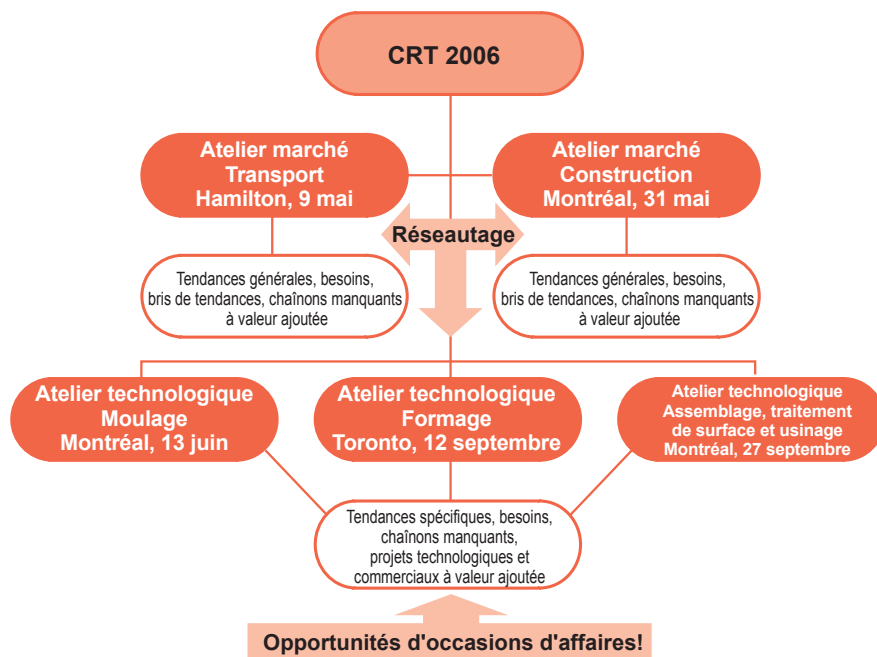 CRT 2006
Atelier marché
Transport
Hamilton, 9 mai
Atelier marché
Construction
Montréal, 31 mai
Réseautage
Tendances générales, besoins,
bris de tendances, chaînons manquants
à valeur ajoutée
Tendances générales, besoins,
bris de tendances, chaînons manquants
à valeur ajoutée
Atelier technologique
Moulage
Montréal, 13 juin
Atelier technologique
Formage
Toronto, 12 septembre
Atelier technologique
Assemblage, traitement
de surface et usinage
Montréal, 27 septembre
Tendances spécifiques, besoins,
chaînons manquants,
projets technologiques et
commerciaux à valeur ajoutée
Opportunités d'occasions d'affaires!